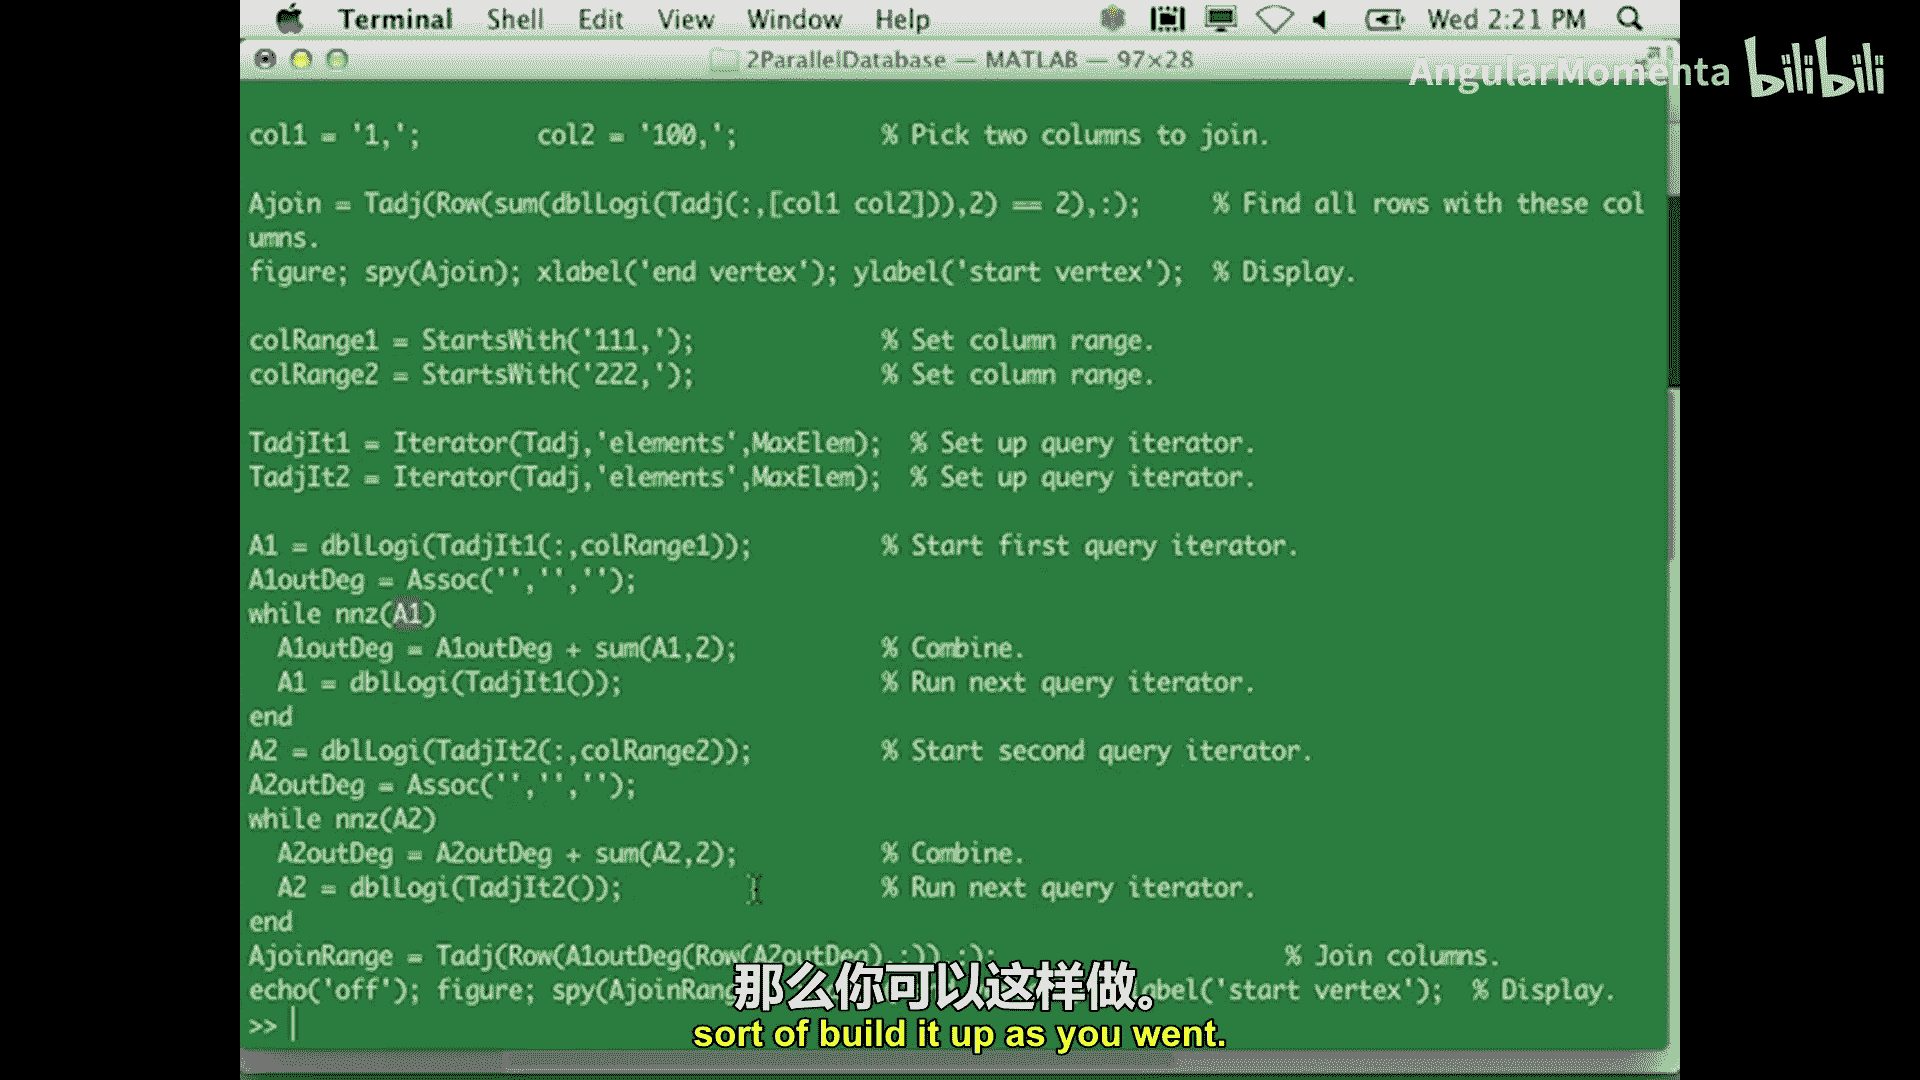 Terminal Shell Edit View Window Help Wed 2:21 PM
2ParallelDatabase — MATLAB — 97×28
AngularMomenta bilibili
col1 = '1,'; col2 = '100,'; % Pick two columns to join.
Ajoin = Tadj(Row(sum(dblLogi(Tadj(:,[col1 col2])),2) == 2),:); % Find all rows with these col
umns.
figure; spy(Ajoin); xlabel('end vertex'); ylabel('start vertex'); % Display.
colRange1 = StartsWith('111,'); % Set column range.
colRange2 = StartsWith('222,'); % Set column range.
TadjIt1 = Iterator(Tadj,'elements',MaxElem); % Set up query iterator.
TadjIt2 = Iterator(Tadj,'elements',MaxElem); % Set up query iterator.
A1 = dblLogi(TadjIt1(:,colRange1)); % Start first query iterator.
A1outDeg = Assoc('','','');
while nnz(A1)
A1outDeg = A1outDeg + sum(A1,2); % Combine.
A1 = dblLogi(TadjIt1()); % Run next query iterator.
end
A2 = dblLogi(TadjIt2(:,colRange2)); % Start second query iterator.
A2outDeg = Assoc('','','');
while nnz(A2)
A2outDeg = A2outDeg + sum(A2,2); % Combine.
A2 = dblLogi(TadjIt2()); % Run next query iterator.
end
AjoinRange = Tadj(Row(A1outDeg(Row(A2outDeg),:)),:); % Join columns.
echo('off'); figure; spy(AjoinRang label('start vertex'); % Display.
>>
那么你可以这样做。
sort of build it up as you went.